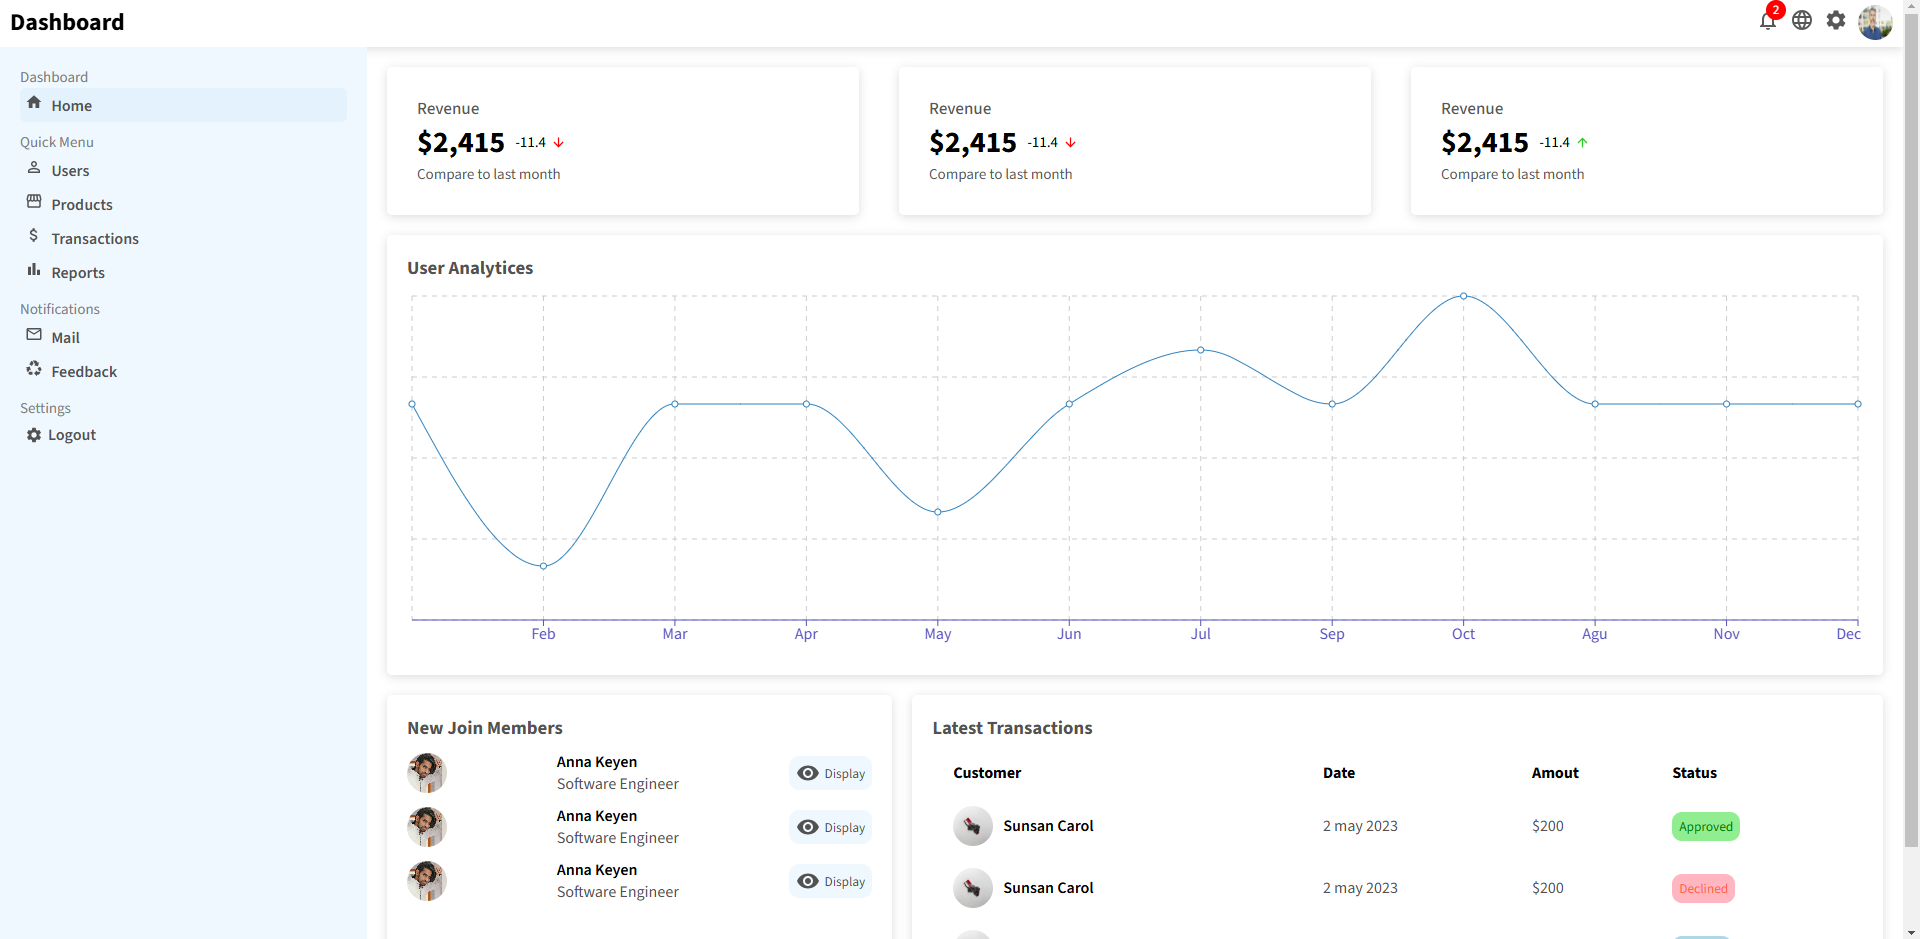 Dashboard
2
Dashboard
Home
Quick Menu
Users
Products
Transactions
Reports
Notifications
Mail
Feedback
Settings
Logout
Revenue
$2,415 -11.4
Compare to last month
Revenue
$2,415 -11.4
Compare to last month
Revenue
$2,415 -11.4
Compare to last month
User Analytices
Feb Mar Apr May Jun Jul Sep Oct Agu Nov Dec
New Join Members
Anna Keyen
Software Engineer
Display
Anna Keyen
Software Engineer
Display
Anna Keyen
Software Engineer
Display
Latest Transactions
Customer Date Amout Status
Sunsan Carol 2 may 2023 $200 Approved
Sunsan Carol 2 may 2023 $200 Declined